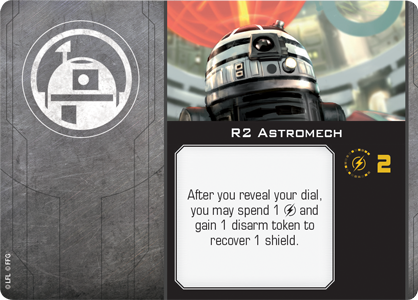 R2 Astromech
2
After you reveal your dial,
you may spend 1 and
gain 1 disarm token to
recover 1 shield.
©LFL ©FFG